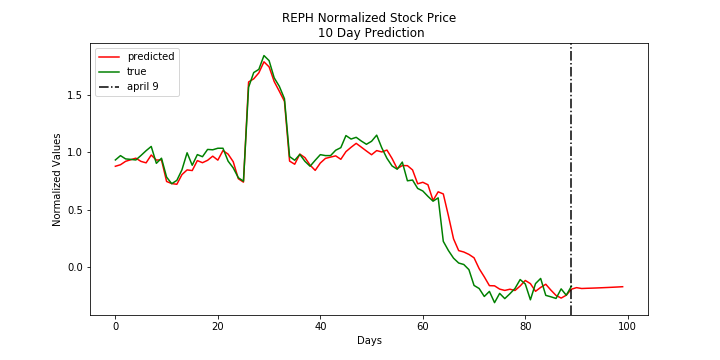 REPH Normalized Stock Price
10 Day Prediction
predicted
true
april 9
Normalized Values
1.5
1.0
0.5
0.0
0
20
40
60
80
100
Days